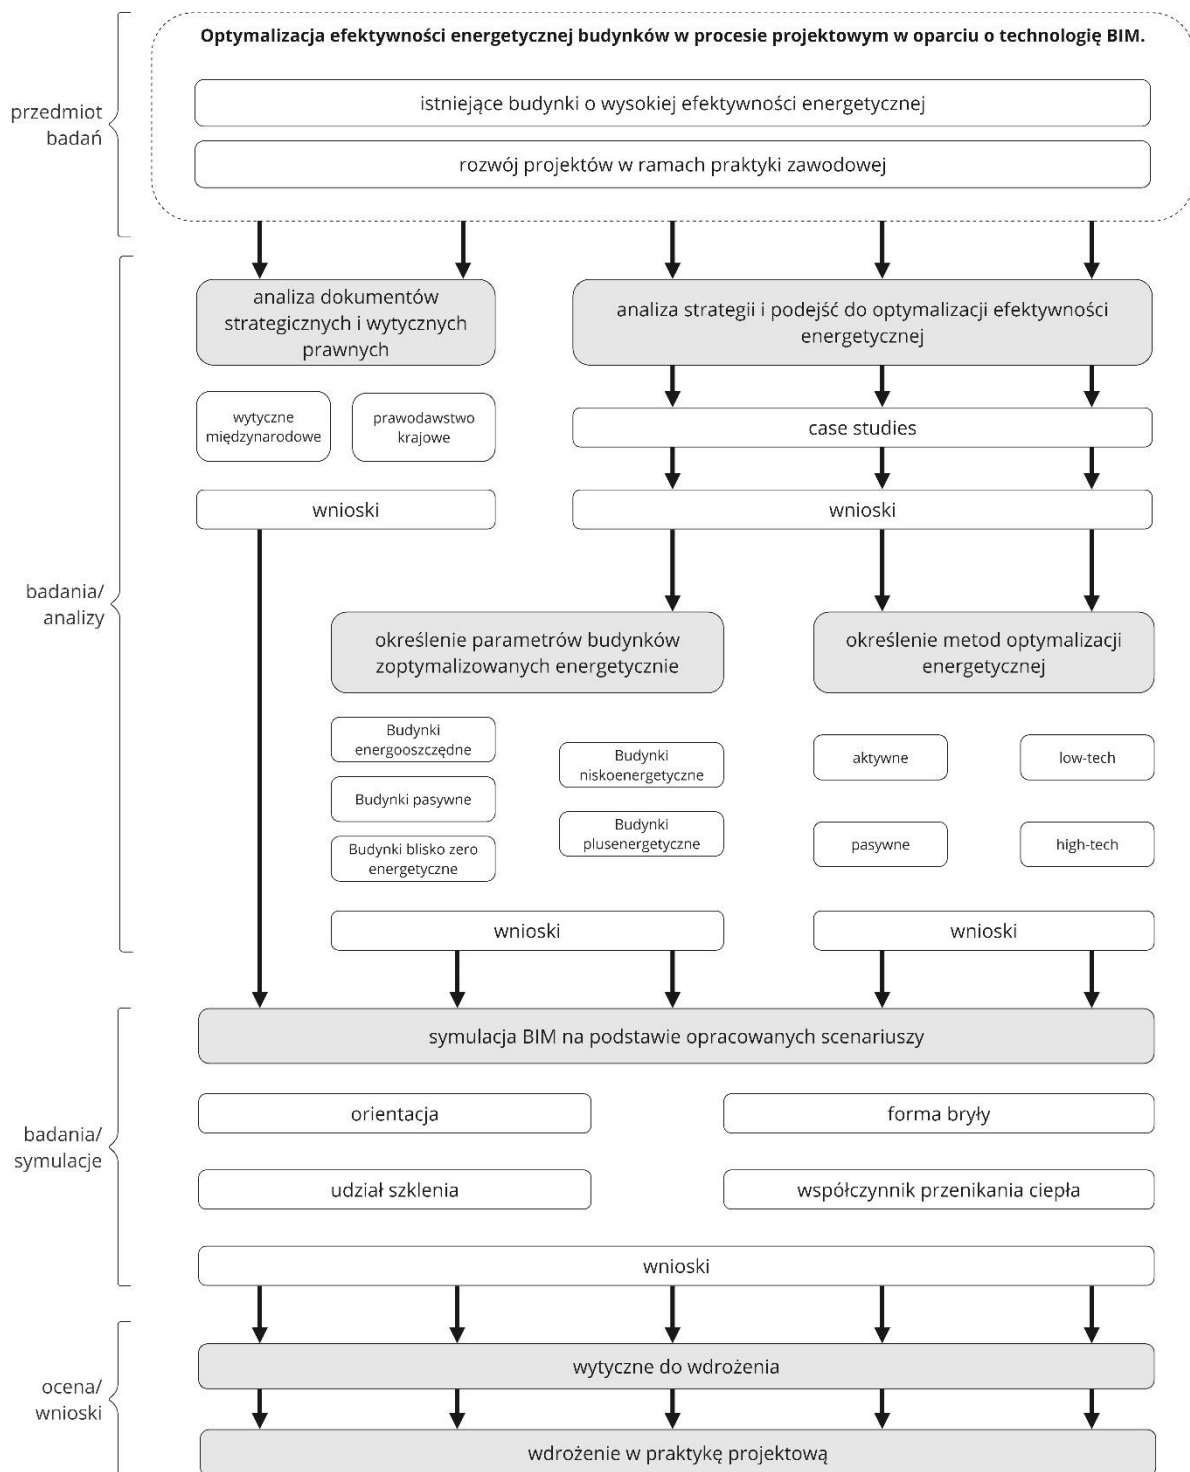 Optymalizacja efektywności energetycznej budynków w procesie projektowym w oparciu o technologię BIM.
przedmiot
badań
istniejące budynki o wysokiej efektywności energetycznej
rozwój projektów w ramach praktyki zawodowej
badania/
analizy
analiza dokumentów
strategicznych i wytycznych
prawnych
analiza strategii i podejść do optymalizacji efektywności
energetycznej
wytyczne
międzynarodowe
prawodawstwo
krajowe
case studies
wnioski
wnioski
określenie parametrów budynków
zoptymalizowanych energetycznie
określenie metod optymalizacji
energetycznej
Budynki
energooszczędne
Budynki pasywne
Budynki blisko zero
energetyczne
Budynki
niskoenergetyczne
Budynki
plusenergetyczne
aktywne
low-tech
pasywne
high-tech
wnioski
wnioski
badania/
symulacje
symulacja BIM na podstawie opracowanych scenariuszy
orientacja
forma bryły
udział szklenia
współczynnik przenikania ciepła
wnioski
ocena/
wnioski
wytyczne do wdrożenia
wdrożenie w praktykę projektową